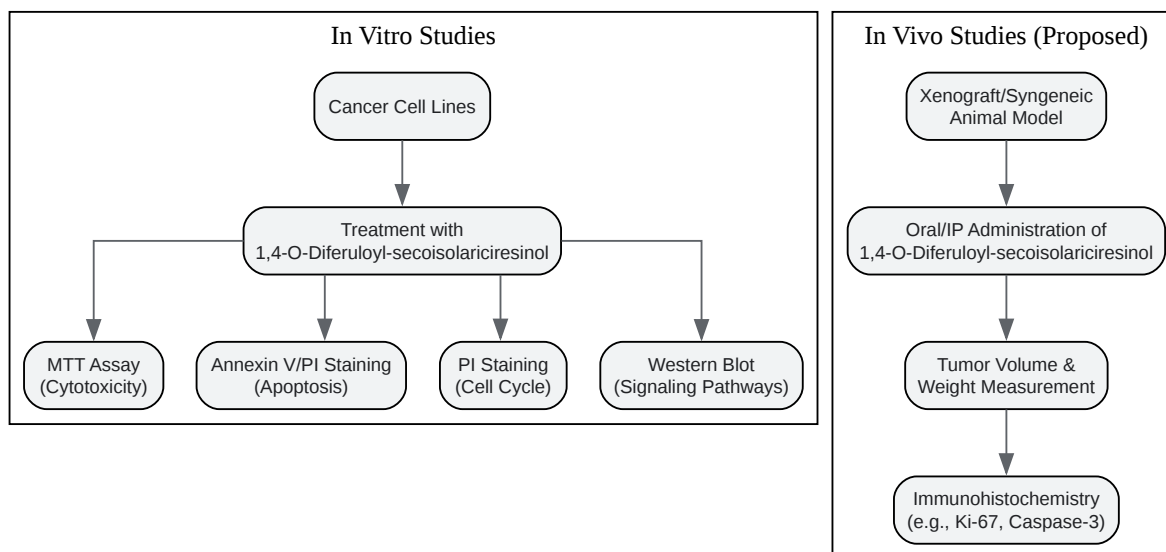 In Vitro Studies
Cancer Cell Lines
Treatment with
1,4-O-Diferuloyl-secoisolariciresinol
MTT Assay
(Cytotoxicity)
Annexin V/PI Staining
(Apoptosis)
PI Staining
(Cell Cycle)
Western Blot
(Signaling Pathways)
In Vivo Studies (Proposed)
Xenograft/Syngeneic
Animal Model
Oral/IP Administration of
1,4-O-Diferuloyl-secoisolariciresinol
Tumor Volume &
Weight Measurement
Immunohistochemistry
(e.g., Ki-67, Caspase-3)